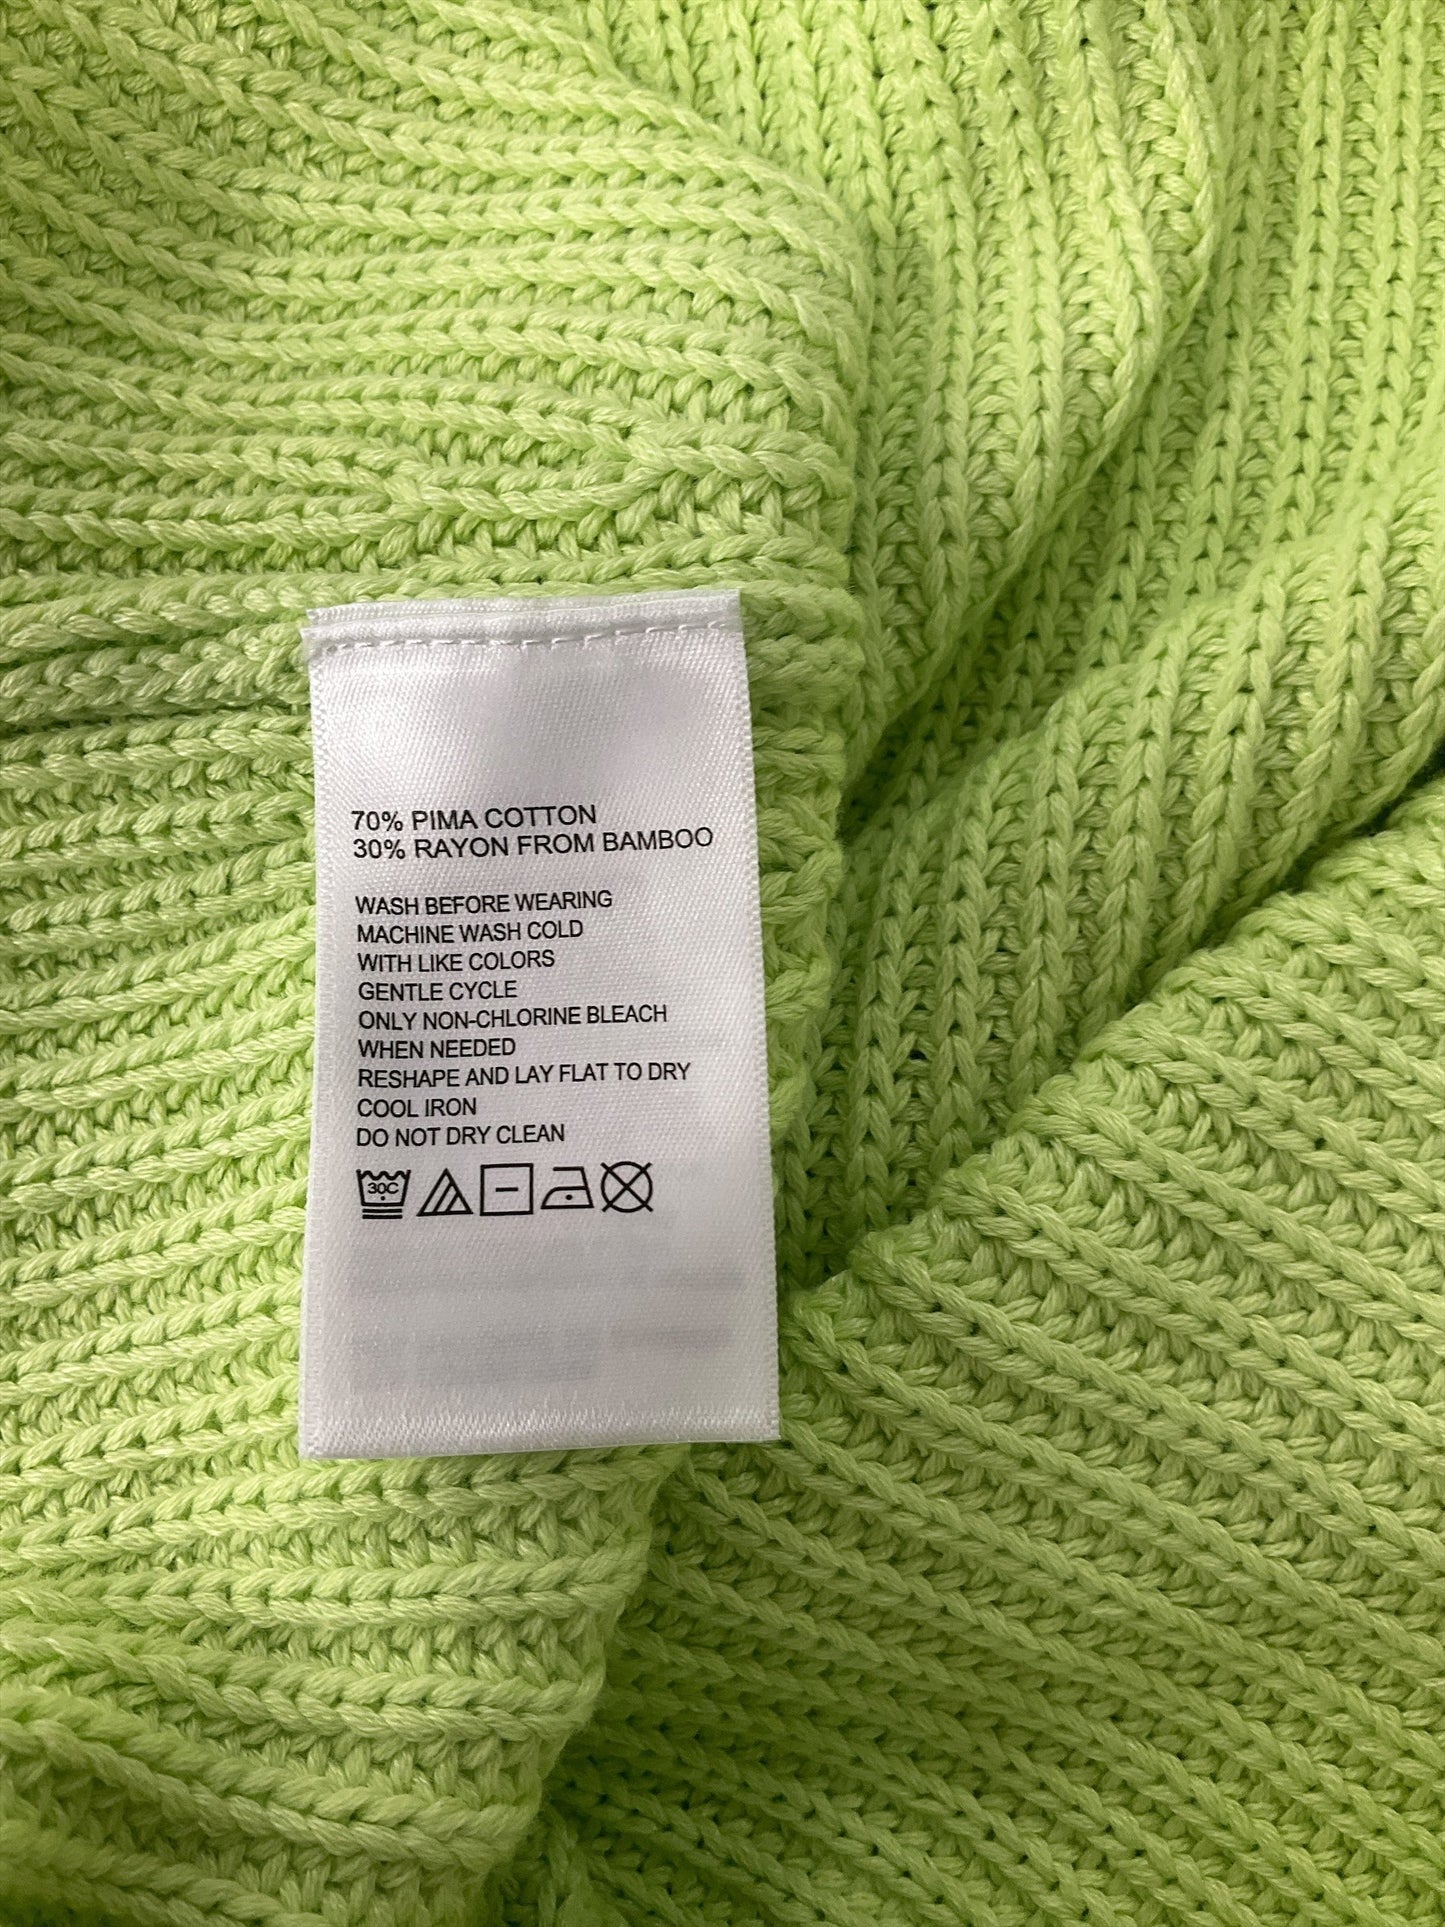 70% PIMA COTTON
30% RAYON FROM BAMBOO
WASH BEFORE WEARING
MACHINE WASH COLD
WITH LIKE COLORS
GENTLE CYCLE
ONLY NON-CHLORINE BLEACH
WHEN NEEDED
RESHAPE AND LAY FLAT TO DRY
COOL IRON
DO NOT DRY CLEAN
30C